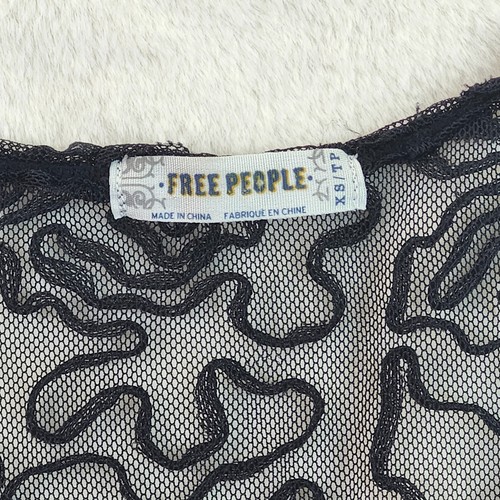 ·FREE PEOPLE·
XS/TP
MADE IN CHINA FABRIQUE EN CHINE